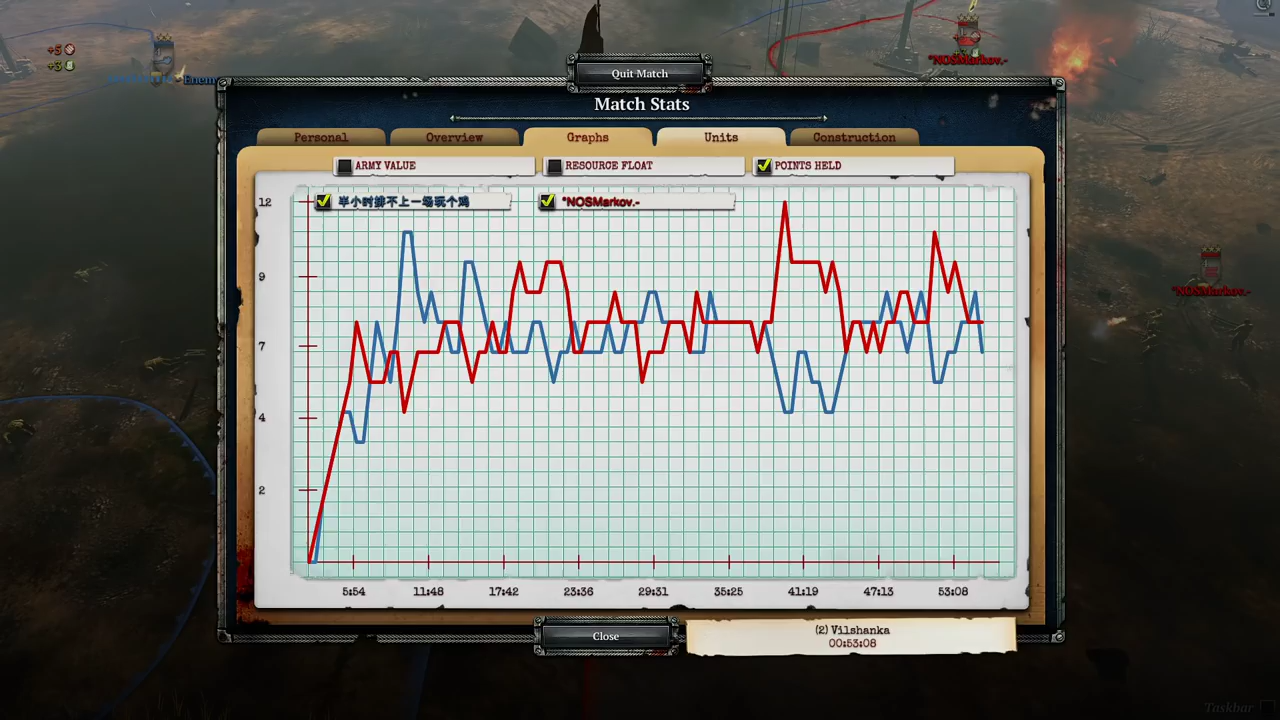 +5
+3
Enemy
"NOSMarkov.-
Quit Match
Match Stats
Personal
Overview
Graphs
Units
Construction
ARMY VALUE
RESOURCE FLOAT
POINTS HELD
半小时排不上一场玩个鸡
"NOSMarkov.-
12
9
7
4
2
"NOSMarkov.-
5:54
11:48
17:42
23:36
29:31
35:25
41:19
47:13
53:08
Close
(2) Vilshanka
00:53:08
Taskbar